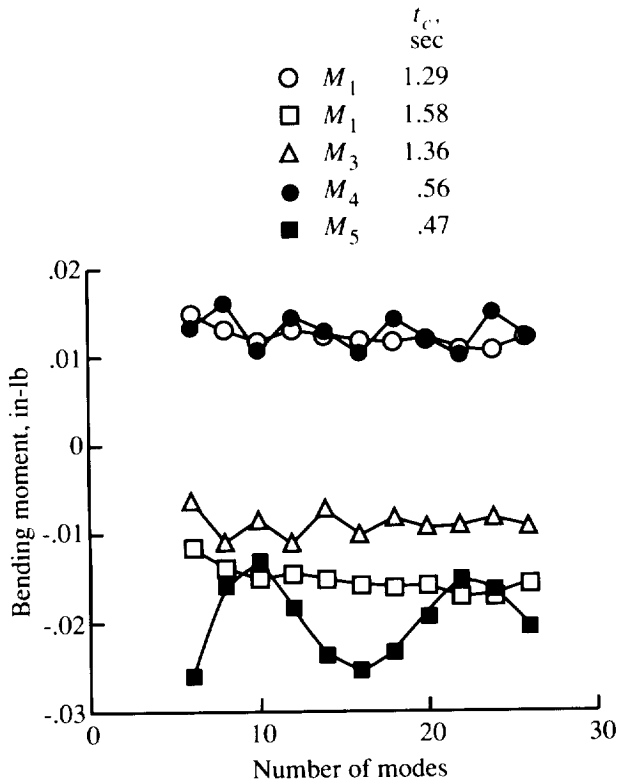 t_c,
sec
M_1 1.29
M_1 1.58
M_3 1.36
M_4 .56
M_5 .47
.02
.01
0
-.01
-.02
-.03
Bending moment, in-lb
0 10 20 30
Number of modes